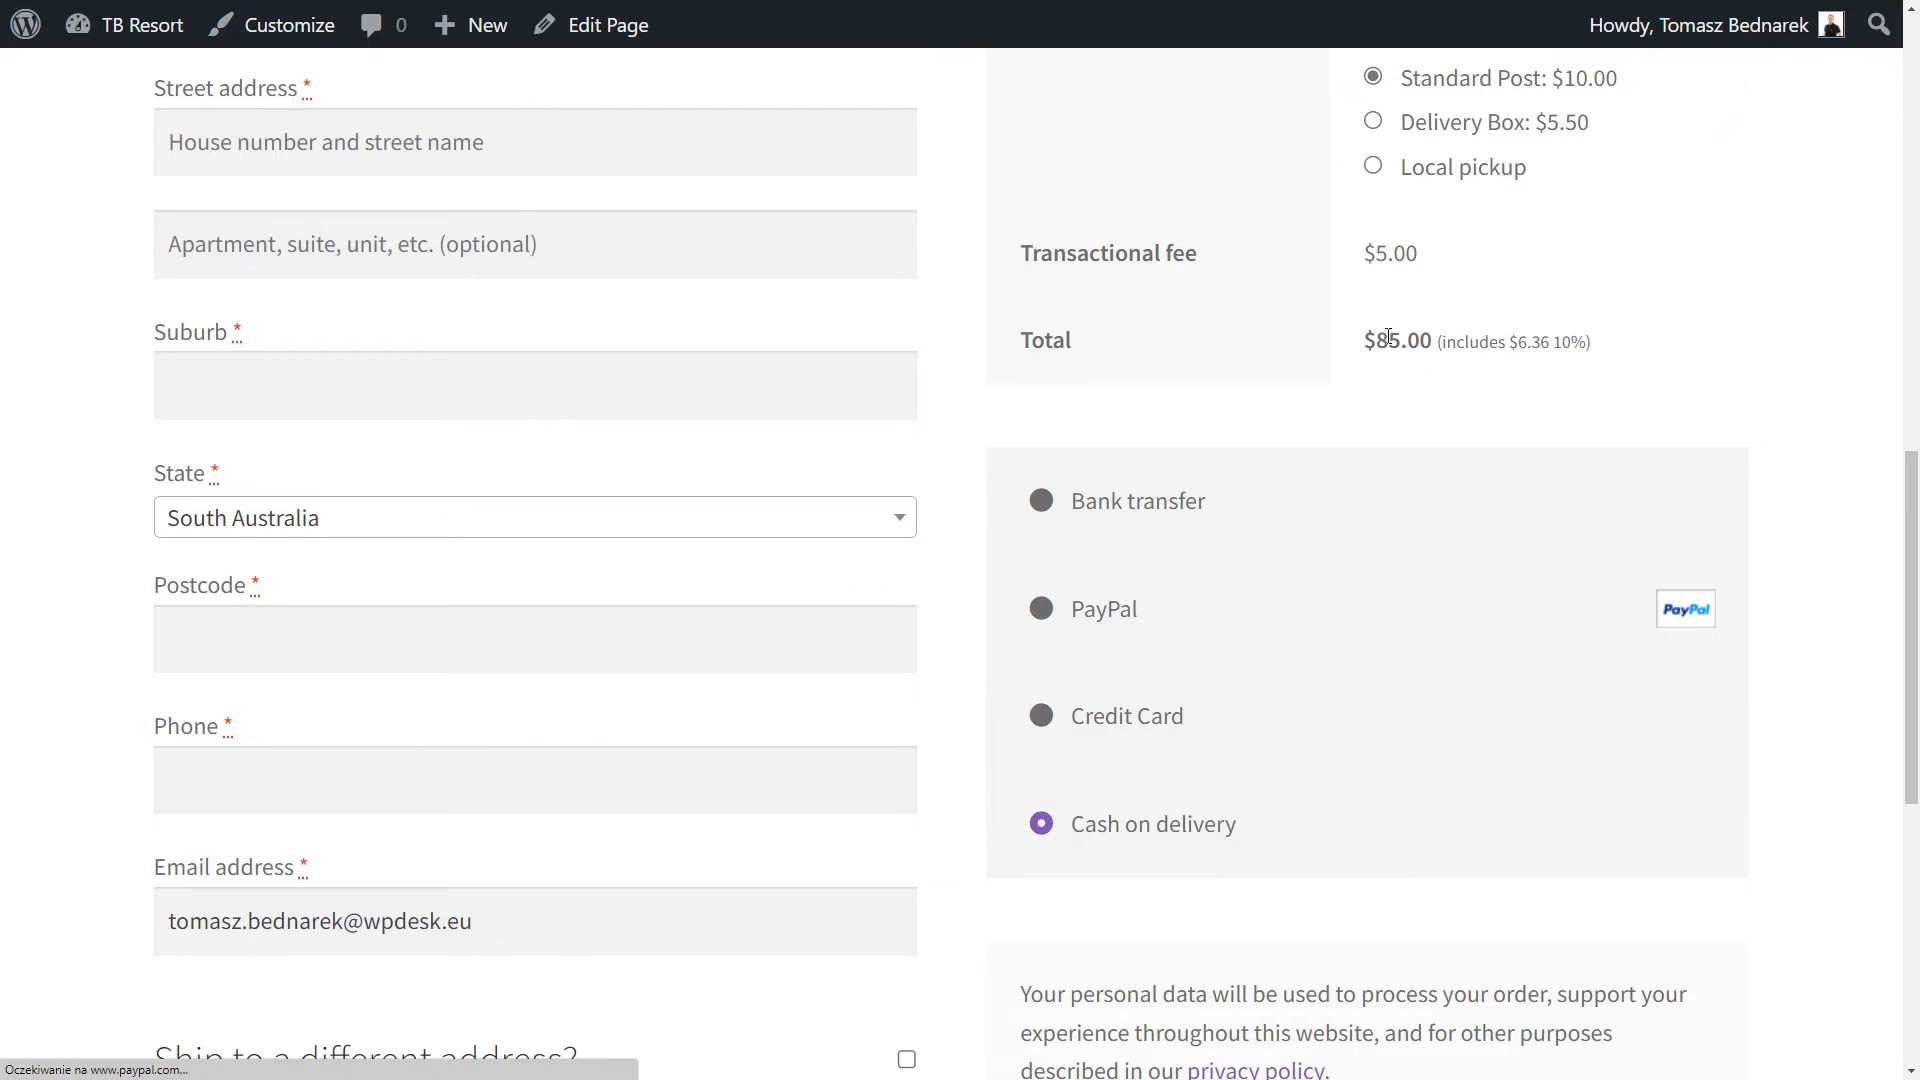 TB Resort Customize 0 New Edit Page Howdy, Tomasz Bednarek
Street address *
House number and street name
Apartment, suite, unit, etc. (optional)
Suburb *
State *
South Australia
Postcode *
Phone *
Email address *
tomasz.bednarek@wpdesk.eu
Ship to a different address?
Standard Post: $10.00
Delivery Box: $5.50
Local pickup
Transactional fee $5.00
Total $85.00 (includes $6.36 10%)
Bank transfer
PayPal PayPal
Credit Card
Cash on delivery
Your personal data will be used to process your order, support your
experience throughout this website, and for other purposes
described in our privacy policy.
Oczekiwanie na www.paypal.com...